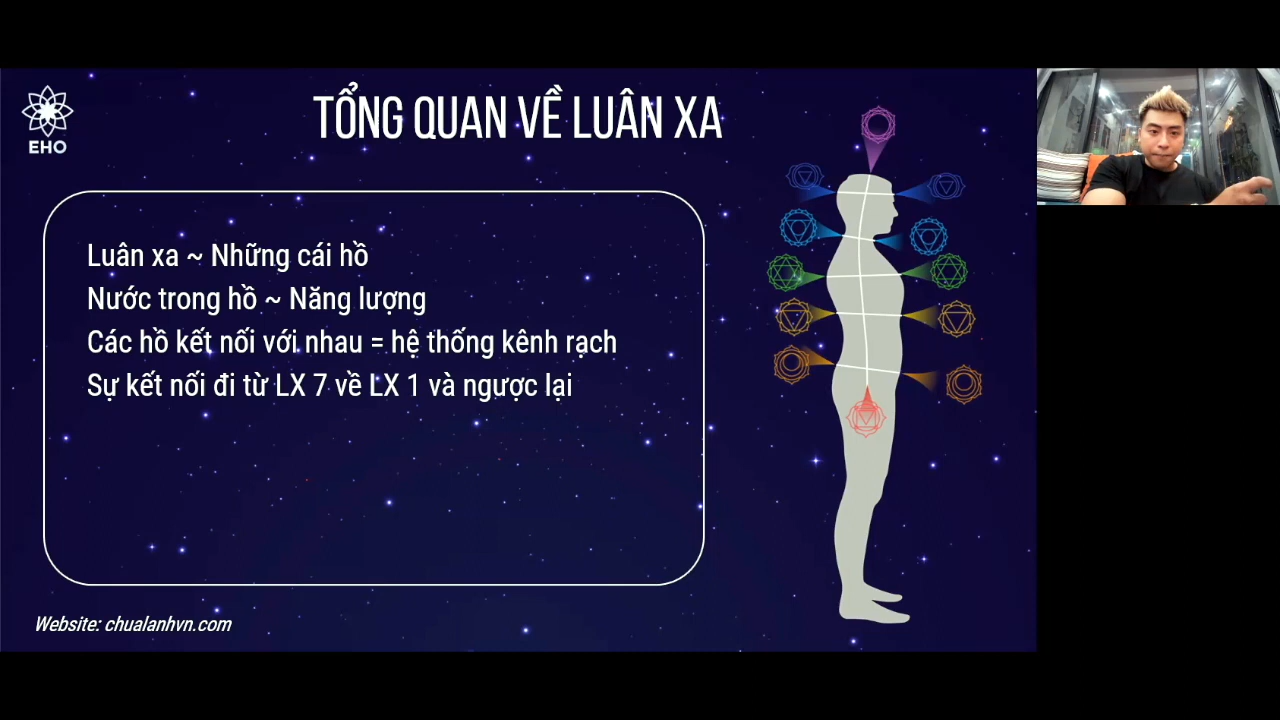 TỔNG QUAN VỀ LUÂN XA
EHO
Luân xa ~ Những cái hồ
Nước trong hồ ~ Năng lượng
Các hồ kết nối với nhau = hệ thống kênh rạch
Sự kết nối đi từ LX 7 về LX 1 và ngược lại
Website: chualanhvn.com